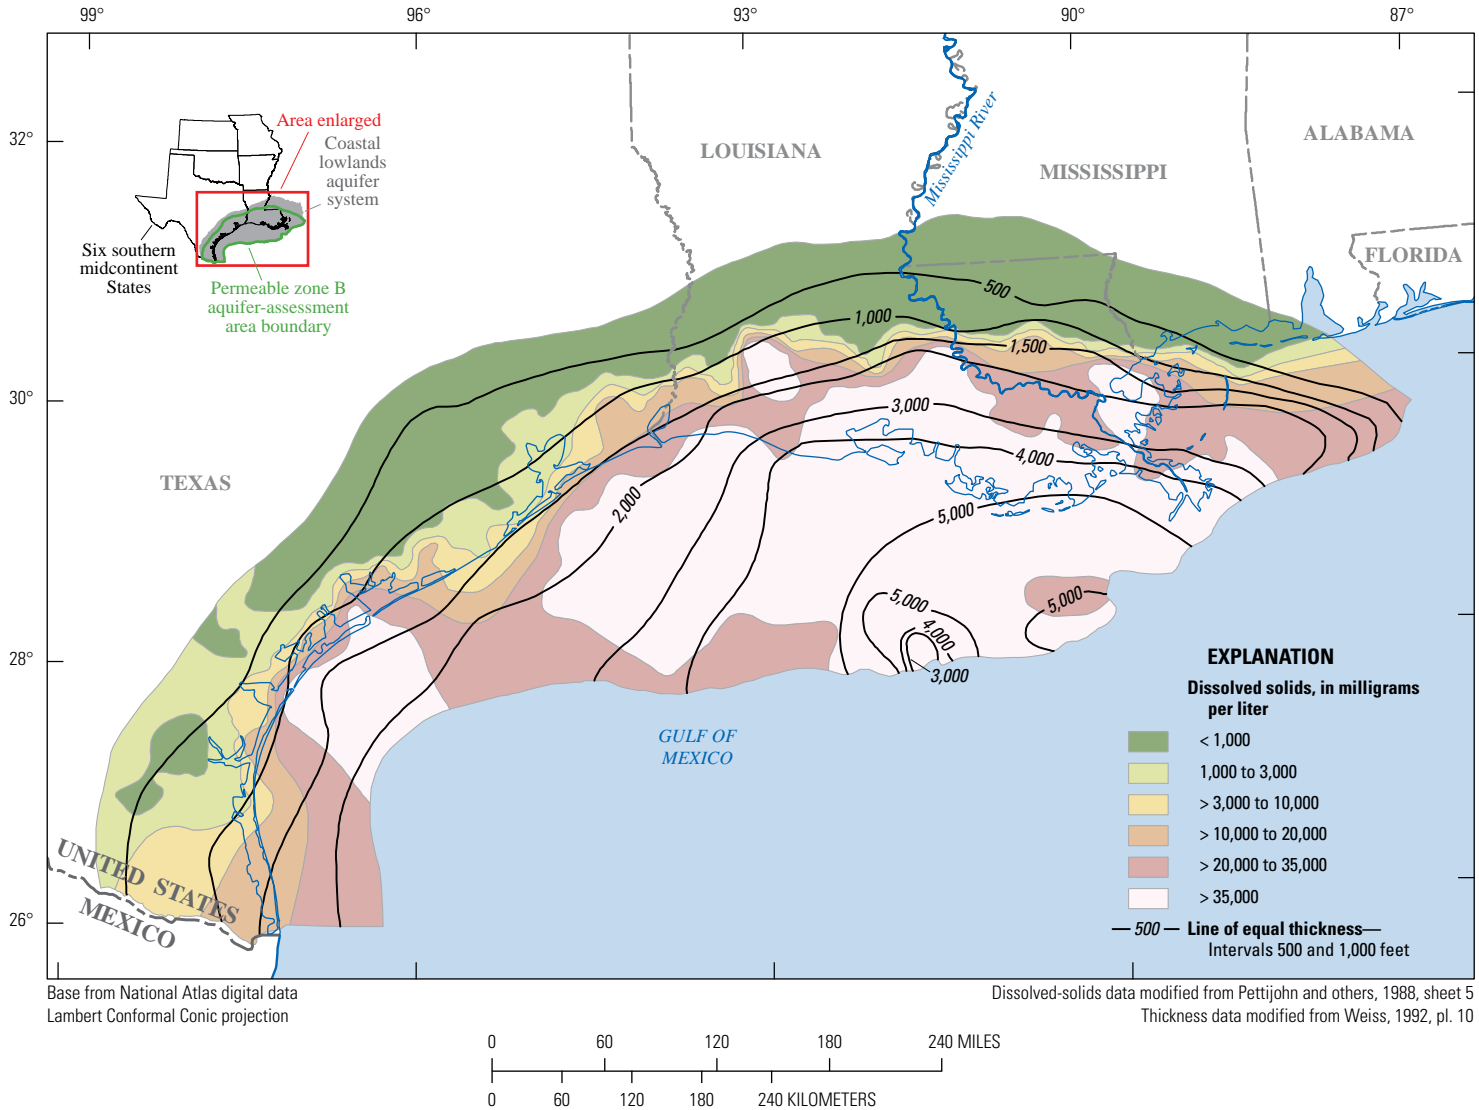 99°
96°
93°
90°
87°
32°
30°
28°
26°
Area enlarged
Coastal
lowlands
aquifer
system
Six southern
midcontinent
States
Permeable zone B
aquifer-assessment
area boundary
LOUISIANA
Mississippi River
MISSISSIPPI
ALABAMA
FLORIDA
TEXAS
500
1,000
1,500
3,000
4,000
2,000
5,000
5,000
4,000
3,000
5,000
GULF OF
MEXICO
UNITED STATES
MEXICO
EXPLANATION
Dissolved solids, in milligrams
per liter
< 1,000
1,000 to 3,000
> 3,000 to 10,000
> 10,000 to 20,000
> 20,000 to 35,000
> 35,000
500 Line of equal thickness—
Intervals 500 and 1,000 feet
Base from National Atlas digital data
Lambert Conformal Conic projection
Dissolved-solids data modified from Pettijohn and others, 1988, sheet 5
Thickness data modified from Weiss, 1992, pl. 10
0 60 120 180 240 MILES
0 60 120 180 240 KILOMETERS